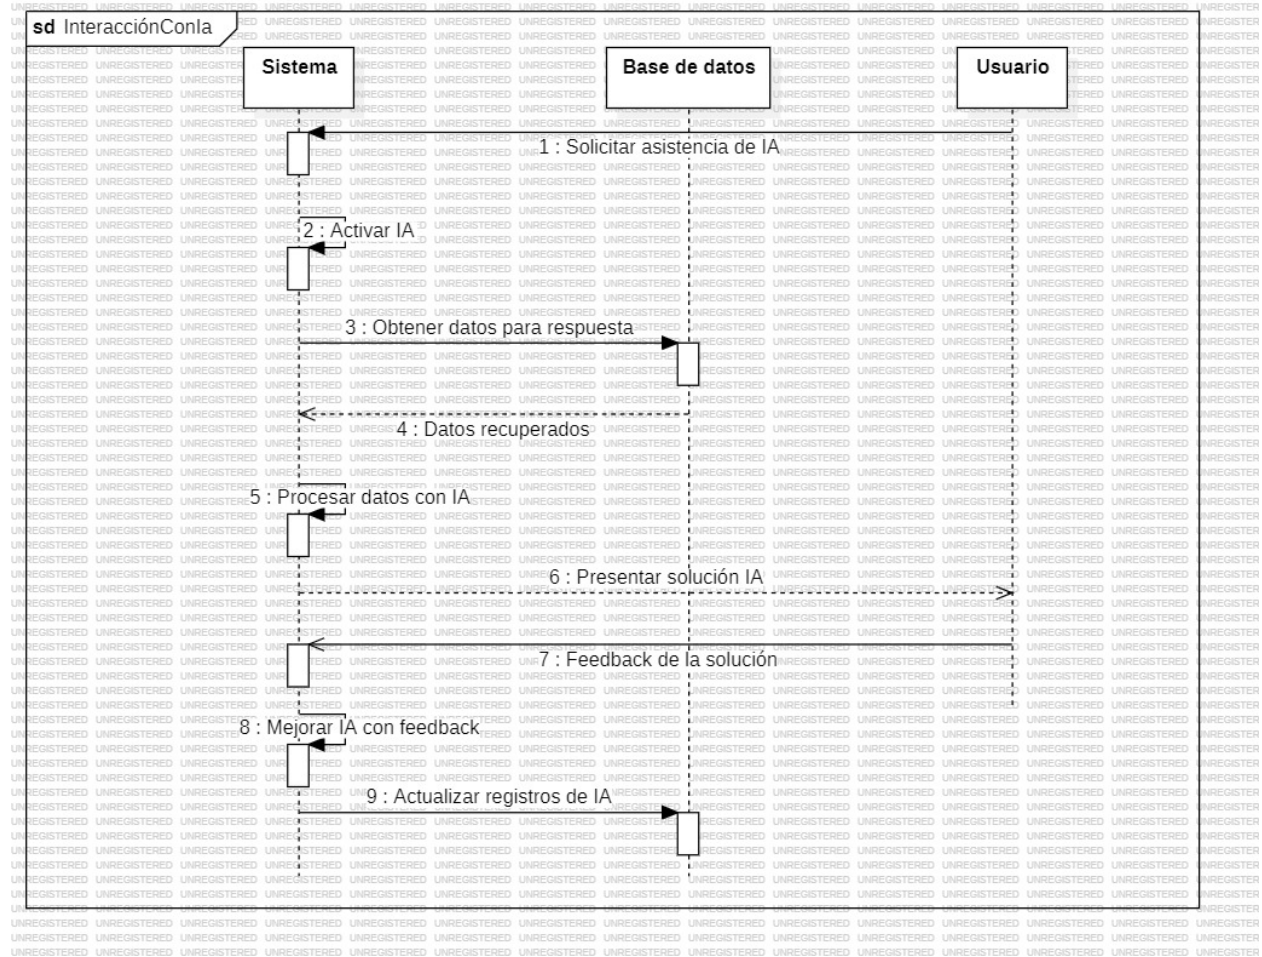 sd InteracciónConIa
Sistema
Base de datos
Usuario
1 : Solicitar asistencia de IA
2 : Activar IA
3 : Obtener datos para respuesta
4 : Datos recuperados
5 : Procesar datos con IA
6 : Presentar solución IA
7 : Feedback de la solución
8 : Mejorar IA con feedback
9 : Actualizar registros de IA
UNREGISTERED